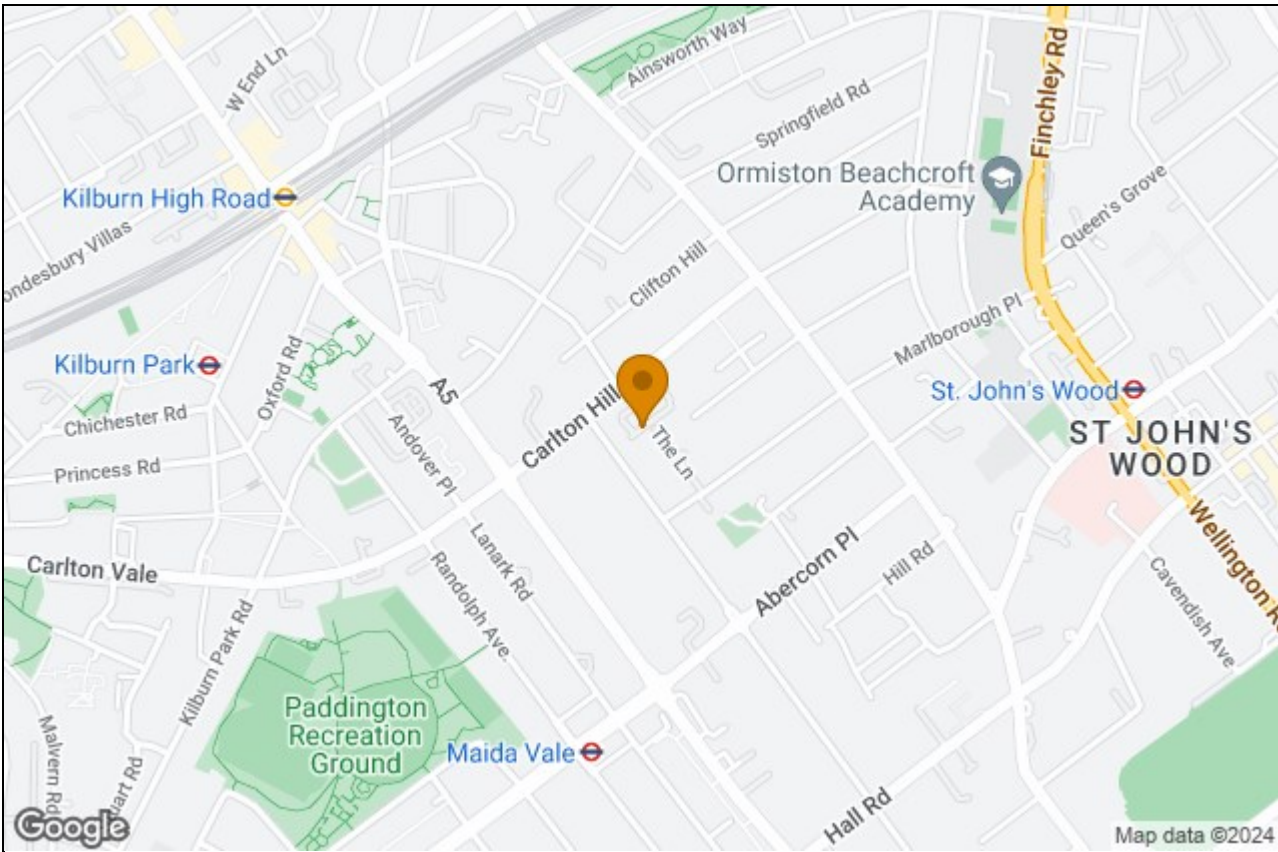 Ainsworth Way
W End Ln
Springfield Rd
Finchley Rd
Ormiston Beachcroft
Academy
Kilburn High Road
Queen's Grove
ondesbury Villas
Clifton Hill
Marlborough Pl
Kilburn Park
Oxford Rd
A5
St. John's Wood
Chichester Rd
Andover Pl
Carlton Hill
The Ln
ST JOHN'S
WOOD
Princess Rd
Lanark Rd
Wellington R
Carlton Vale
Randolph Ave.
Abercorn Pl
Hill Rd
Cavendish Ave.
Kilburn Park Rd
Paddington
Recreation
Ground
Malvern Rd
uart Rd
Maida Vale
Hall Rd
Google
Map data ©2024